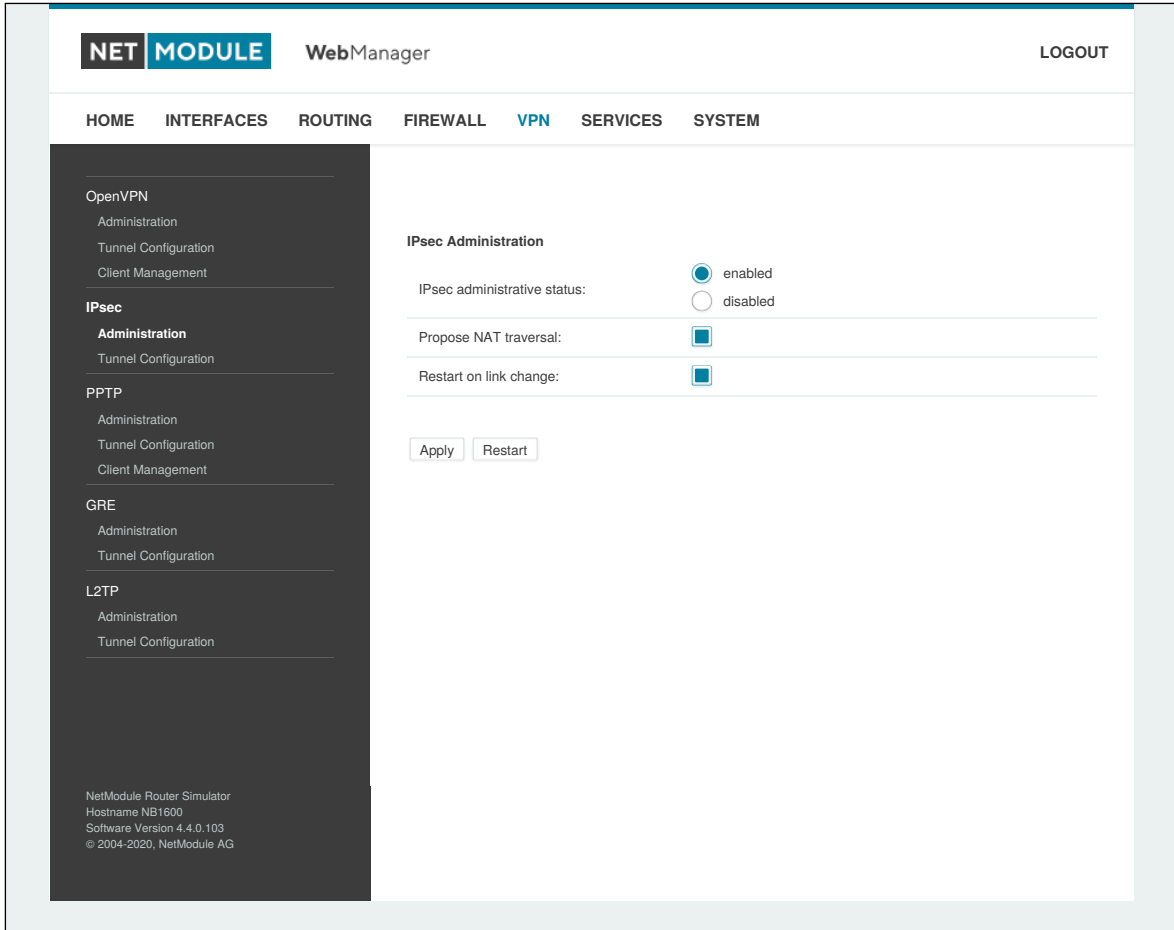 NET MODULE WebManager LOGOUT
HOME INTERFACES ROUTING FIREWALL VPN SERVICES SYSTEM
OpenVPN
Administration
Tunnel Configuration
Client Management
IPsec
Administration
Tunnel Configuration
PPTP
Administration
Tunnel Configuration
Client Management
GRE
Administration
Tunnel Configuration
L2TP
Administration
Tunnel Configuration
NetModule Router Simulator
Hostname NB1600
Software Version 4.4.0.103
© 2004-2020, NetModule AG
IPsec Administration
IPsec administrative status:
enabled
disabled
Propose NAT traversal:
Restart on link change:
Apply Restart